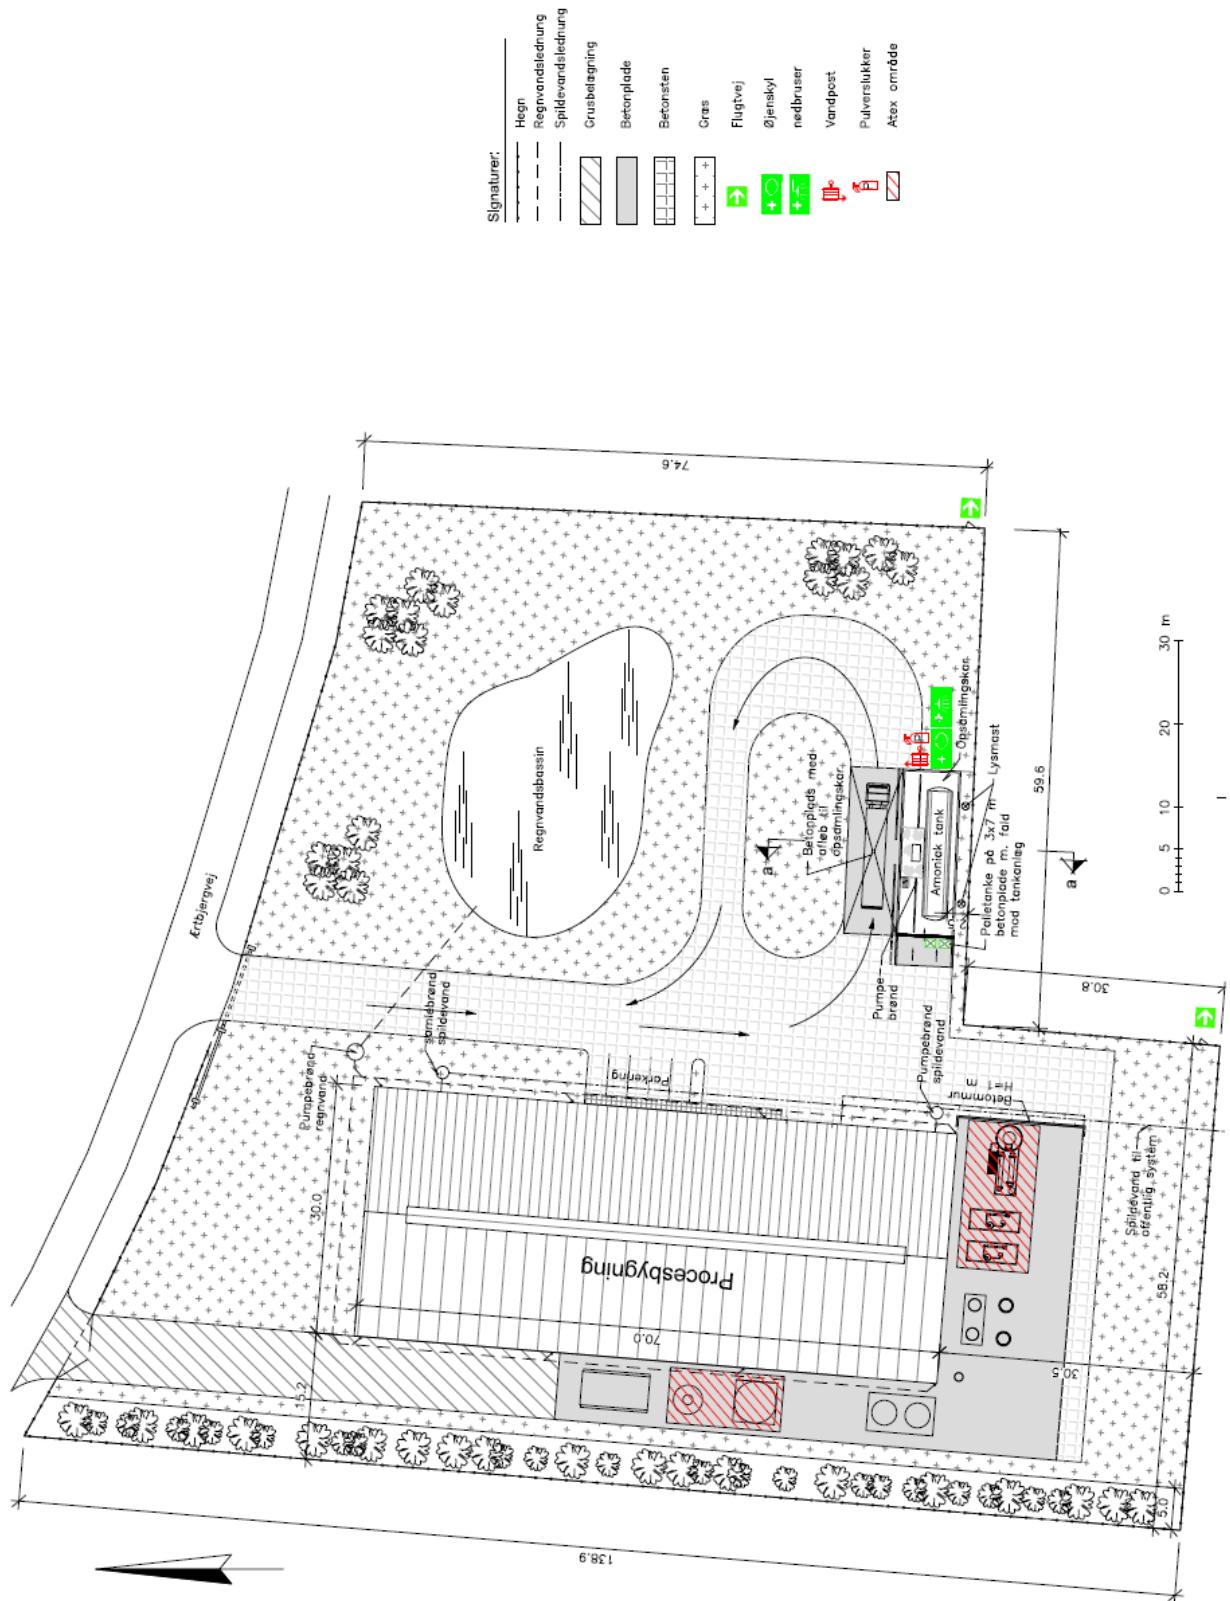 Signaturer:
Hegn
Regnvandsledning
Spildevandsledning
Grusbelægning
Betonplade
Betonsten
Græs
Flugtvej
Øjenskyl
nødbruser
Vandpost
Pulverslukker
Atex område
Ærtbjergvej
74.6
Regnvandsbassin
Pumpebrønd
regnvand
samlebrønd
spildevand
Parkering
30.0
Procesbygning
70.0
15.2
Betonplads med
afløb til
opsamlingskar
a
Opsamlingskar
Amoniak tank
Lysmast
Palletanke på 3x7 m
betonplade m. fald
mod tankanlæg
a
Pumpe
brønd
Pumpebrønd
spildevand
Betonmur
H=1 m
59.6
0 5 10 20 30 m
30.8
Spildevand til
offentlig system
58.2
30.5
5.0
138.9